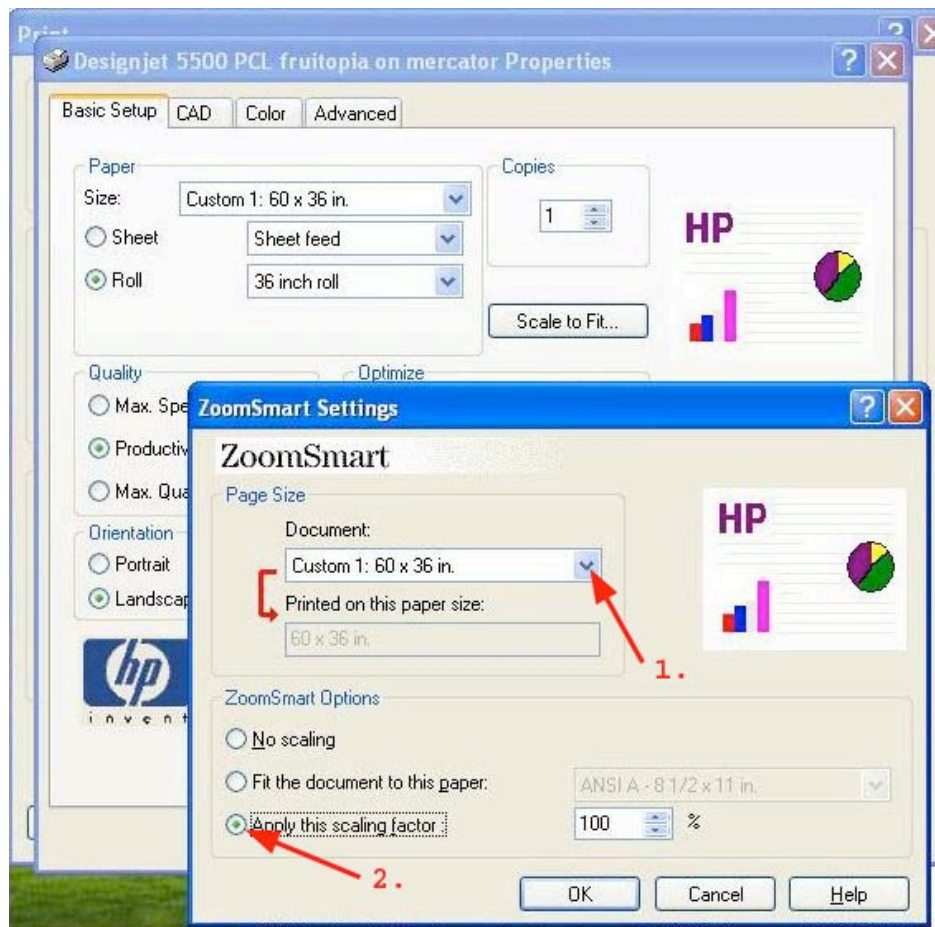 Print
Designjet 5500 PCL fruitopia on mercator Properties
Basic Setup CAD Color Advanced
Paper
Size: Custom 1: 60 x 36 in.
Sheet Sheet feed
Roll 36 inch roll
Copies
1
Scale to Fit...
HP
Quality
Optimize
Max. Spe
Productiv
Max. Qua
Orientation
Portrait
Landscap
hp
invent
ZoomSmart Settings
ZoomSmart
Page Size
Document:
Custom 1: 60 x 36 in.
Printed on this paper size:
60 x 36 in.
1.
HP
ZoomSmart Options
No scaling
Fit the document to this paper: ANSI A - 8 1/2 x 11 in.
Apply this scaling factor : 100 %
2.
OK Cancel Help